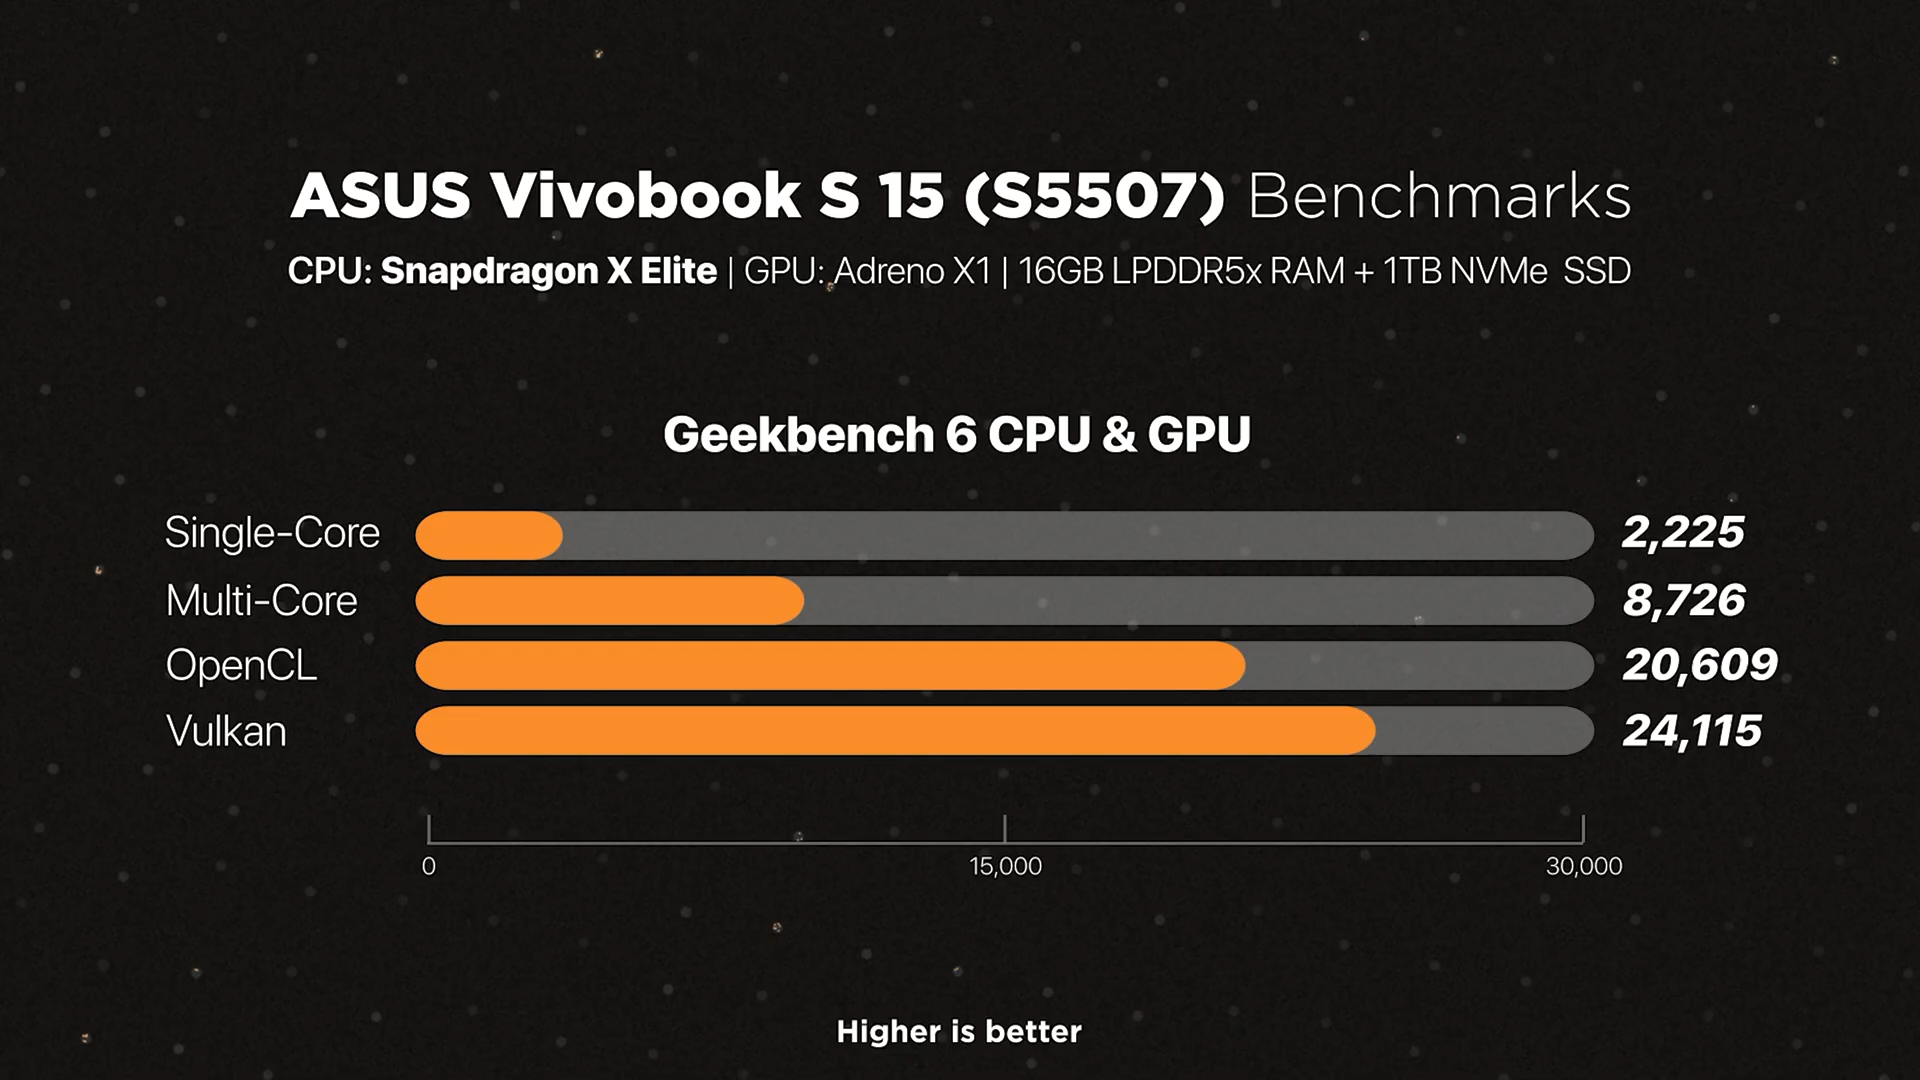 ASUS Vivobook S 15 (S5507) Benchmarks
CPU: Snapdragon X Elite | GPU: Adreno X1 | 16GB LPDDR5x RAM + 1TB NVMe SSD
Geekbench 6 CPU & GPU
Single-Core 2,225
Multi-Core 8,726
OpenCL 20,609
Vulkan 24,115
0 15,000 30,000
Higher is better